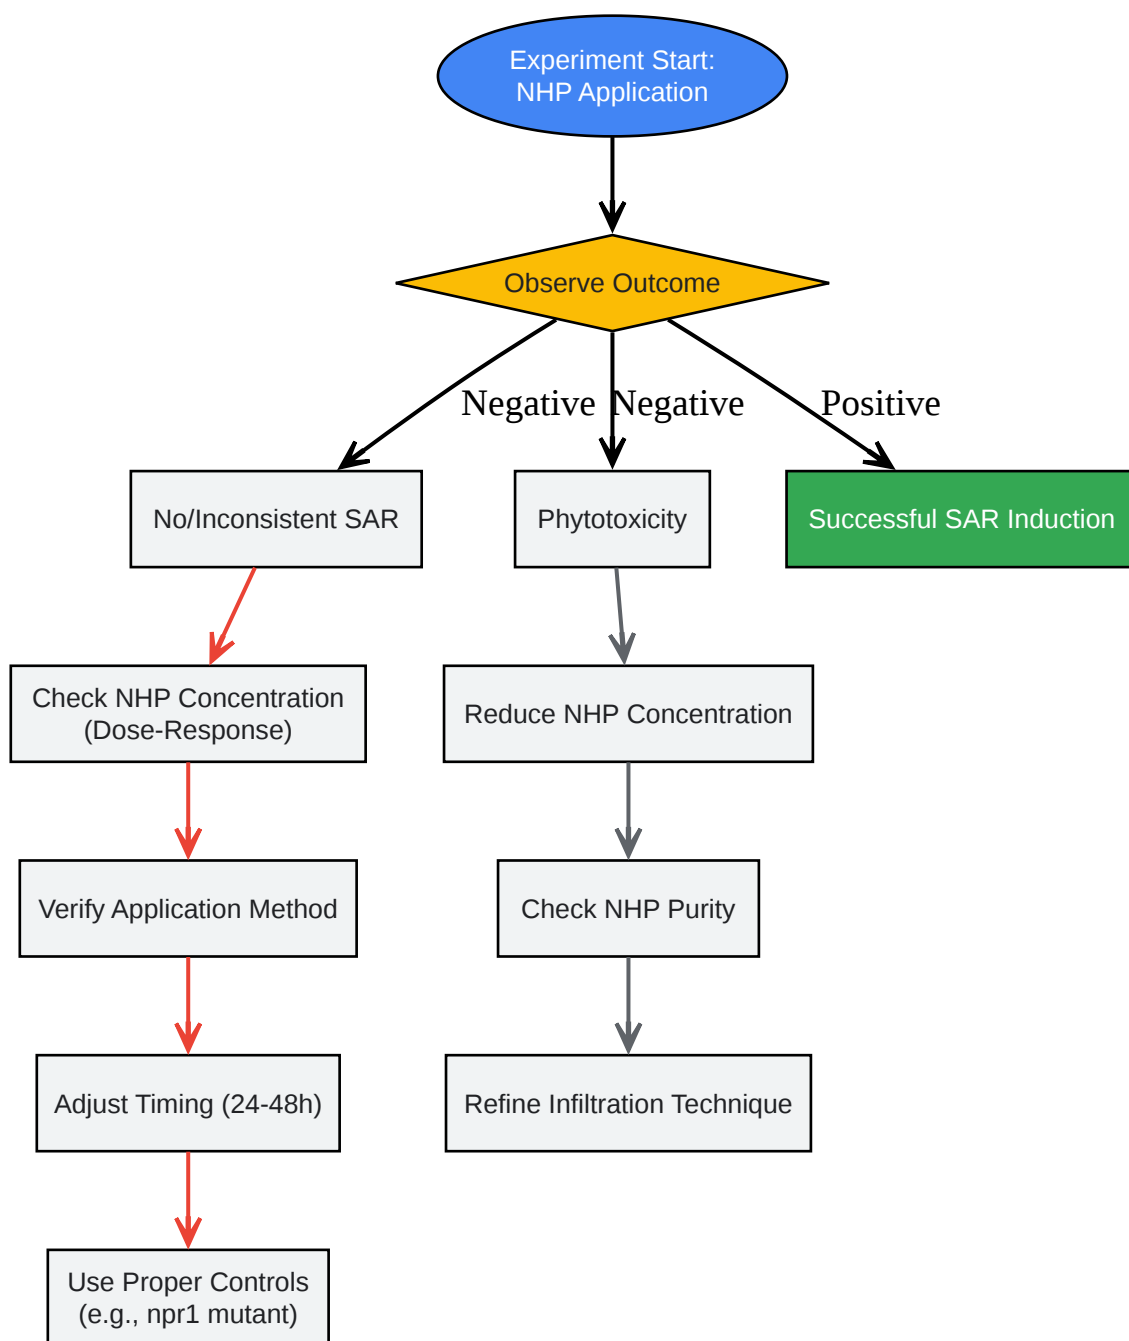 Experiment Start:
NHP Application
Observe Outcome
Negative
Negative
Positive
No/Inconsistent SAR
Phytotoxicity
Successful SAR Induction
Check NHP Concentration
(Dose-Response)
Reduce NHP Concentration
Verify Application Method
Check NHP Purity
Adjust Timing (24-48h)
Refine Infiltration Technique
Use Proper Controls
(e.g., npr1 mutant)